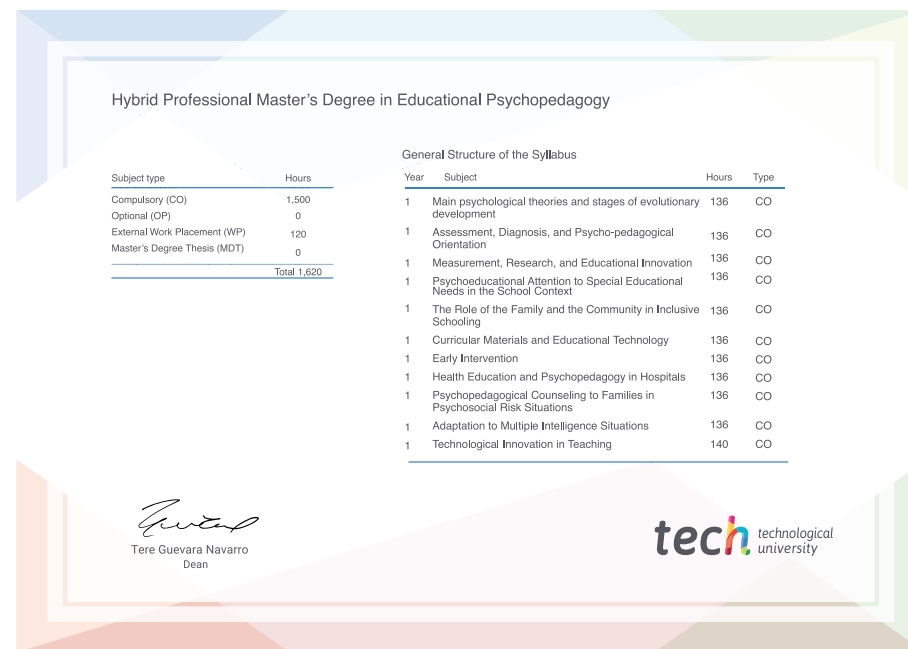 Hybrid Professional Master's Degree in Educational Psychopedagogy
Subject type Hours
Compulsory (CO) 1,500
Optional (OP) 0
External Work Placement (WP) 120
Master's Degree Thesis (MDT) 0
Total 1,620
General Structure of the Syllabus
Year Subject Hours Type
1 Main psychological theories and stages of evolutionary 136 CO
development
1 Assessment, Diagnosis, and Psycho-pedagogical 136 CO
Orientation
1 Measurement, Research, and Educational Innovation 136 CO
1 Psychoeducational Attention to Special Educational 136 CO
Needs in the School Context
1 The Role of the Family and the Community in Inclusive 136 CO
Schooling
1 Curricular Materials and Educational Technology 136 CO
1 Early Intervention 136 CO
1 Health Education and Psychopedagogy in Hospitals 136 CO
1 Psychopedagogical Counseling to Families in 136 CO
Psychosocial Risk Situations
1 Adaptation to Multiple Intelligence Situations 136 CO
1 Technological Innovation in Teaching 140 CO
Tere Guevara Navarro
Dean
tech technological
university